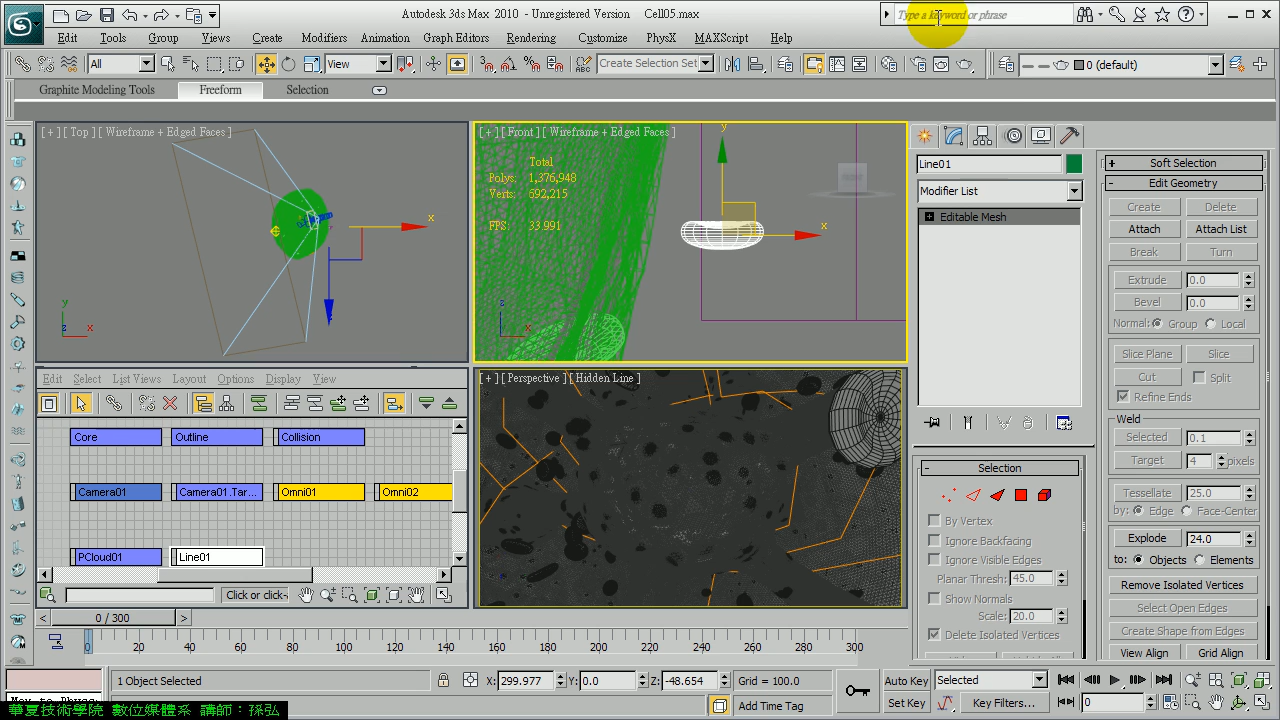 Autodesk 3ds Max 2010 - Unregistered Version Cell05.max
Type a keyword or phrase
Edit Tools Group Views Create Modifiers Animation Graph Editors Rendering Customize PhysX MAXScript Help
All View Create Selection Set 0 (default)
Graphite Modeling Tools Freeform Selection
[ + ] [ Top ] [ Wireframe + Edged Faces ]
[ + ] [ Front ] [ Wireframe + Edged Faces ]
Total
Polys: 1,376,948
Verts: 692,215
FPS: 33.991
y
x
x
y
z x
z
x
Line01
Modifier List
Editable Mesh
Soft Selection
Edit Geometry
Create Delete
Attach Attach List
Break Turn
Extrude 0.0
Bevel 0.0
Normal: Group Local
Slice Plane Slice
Cut Split
Refine Ends
Weld
Selected 0.1
Target 4 pixels
Tessellate 25.0
by: Edge Face-Center
Explode 24.0
to: Objects Elements
Remove Isolated Vertices
Select Open Edges
Create Shape from Edges
View Align Grid Align
Edit Select List Views Layout Options Display View
[ + ] [ Perspective ] [ Hidden Line ]
Core Outline Collision
Camera01 Camera01.Tar... Omni01 Omni02
PCloud01 Line01
Click or click-
Selection
By Vertex
Ignore Backfacing
Ignore Visible Edges
Planar Thresh: 45.0
Show Normals
Scale: 20.0
Delete Isolated Vertices
0 / 300
0 20 40 60 80 100 120 140 160 180 200 220 240 260 280 300
1 Object Selected X: 299.977 Y: 0.0 Z: -48.654 Grid = 100.0
Auto Key Selected
Add Time Tag Set Key Key Filters... 0
華夏技術學院 數位媒體系 講師：孫弘